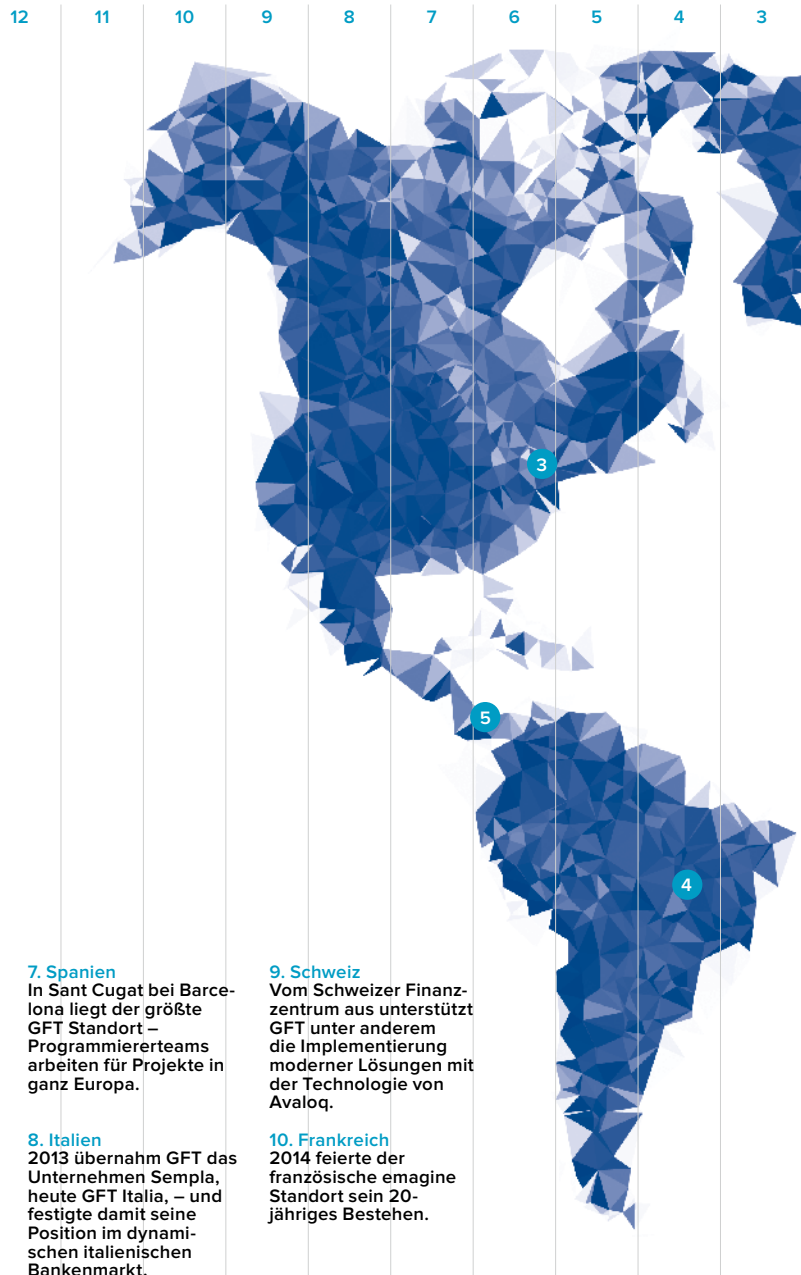 12 11 10 9 8 7 6 5 4 3
3
5
4
7. Spanien
In Sant Cugat bei Barce-
lona liegt der größte
GFT Standort –
Programmiererteams
arbeiten für Projekte in
ganz Europa.
8. Italien
2013 übernahm GFT das
Unternehmen Sempla,
heute GFT Italia, – und
festigte damit seine
Position im dynami-
schen italienischen
Bankenmarkt.
9. Schweiz
Vom Schweizer Finanz-
zentrum aus unterstützt
GFT unter anderem
die Implementierung
moderner Lösungen mit
der Technologie von
Avaloq.
10. Frankreich
2014 feierte der
französische emagine
Standort sein 20-
jähriges Bestehen.